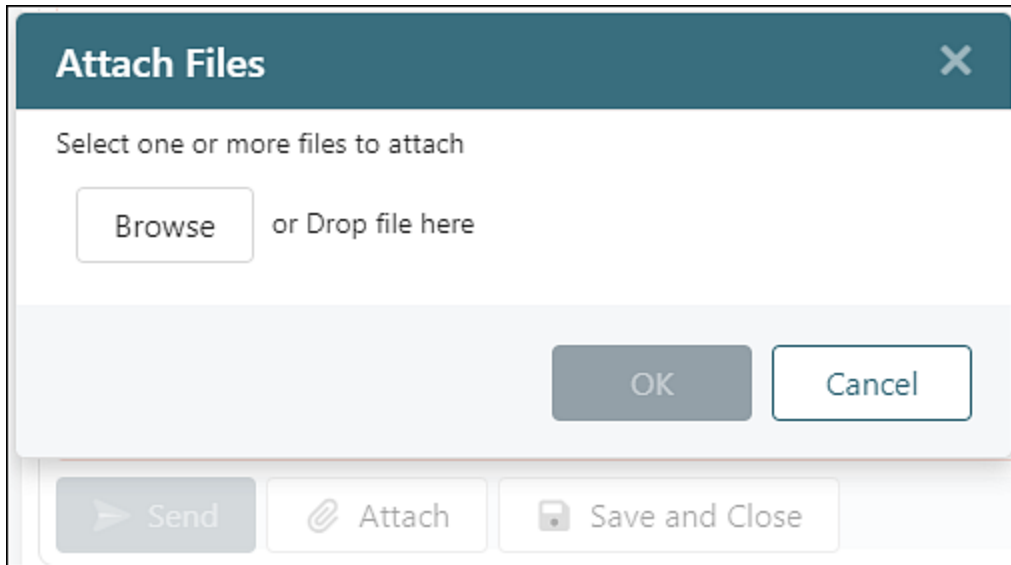 Attach Files
Select one or more files to attach
Browse or Drop file here
OK Cancel
Send Attach Save and Close